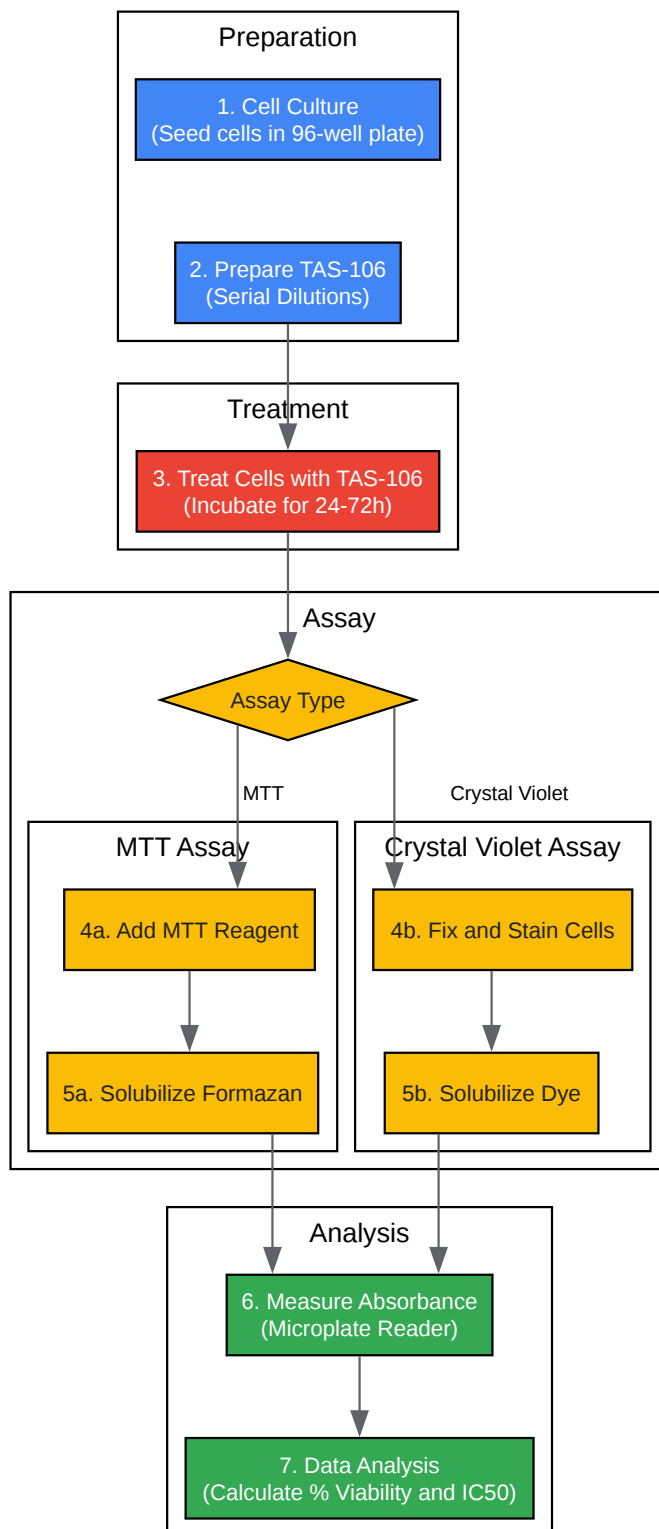 Preparation
1. Cell Culture
(Seed cells in 96-well plate)
2. Prepare TAS-106
(Serial Dilutions)
Treatment
3. Treat Cells with TAS-106
(Incubate for 24-72h)
Assay
Assay Type
MTT
Crystal Violet
MTT Assay
Crystal Violet Assay
4a. Add MTT Reagent
4b. Fix and Stain Cells
5a. Solubilize Formazan
5b. Solubilize Dye
Analysis
6. Measure Absorbance
(Microplate Reader)
7. Data Analysis
(Calculate % Viability and IC50)